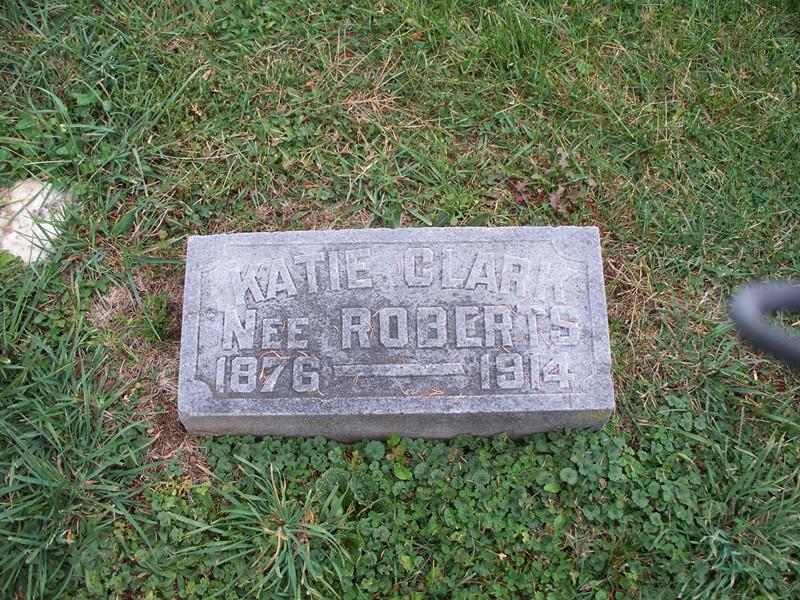 KATIE CLARK
NEE ROBERTS
1876 — 1914